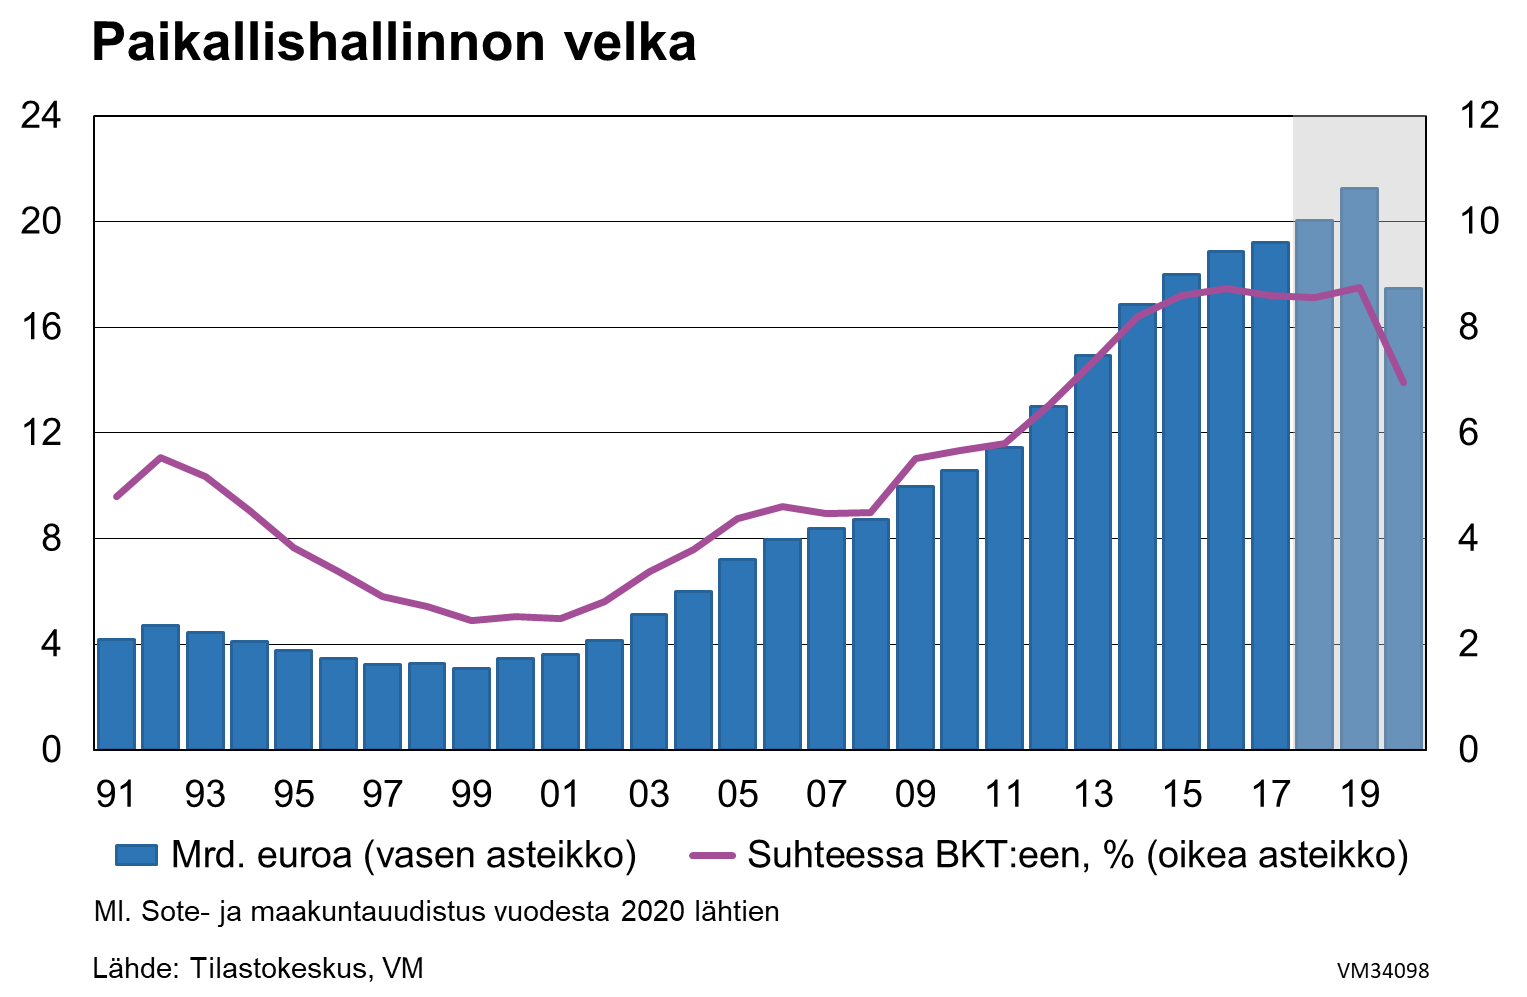 Paikallishallinnon velka
24 12
20 10
16 8
12 6
8 4
4 2
0 0
91 93 95 97 99 01 03 05 07 09 11 13 15 17 19
Mrd. euroa (vasen asteikko) Suhteessa BKT:een, % (oikea asteikko)
Ml. Sote- ja maakuntauudistus vuodesta 2020 lähtien
Lähde: Tilastokeskus, VM VM34098